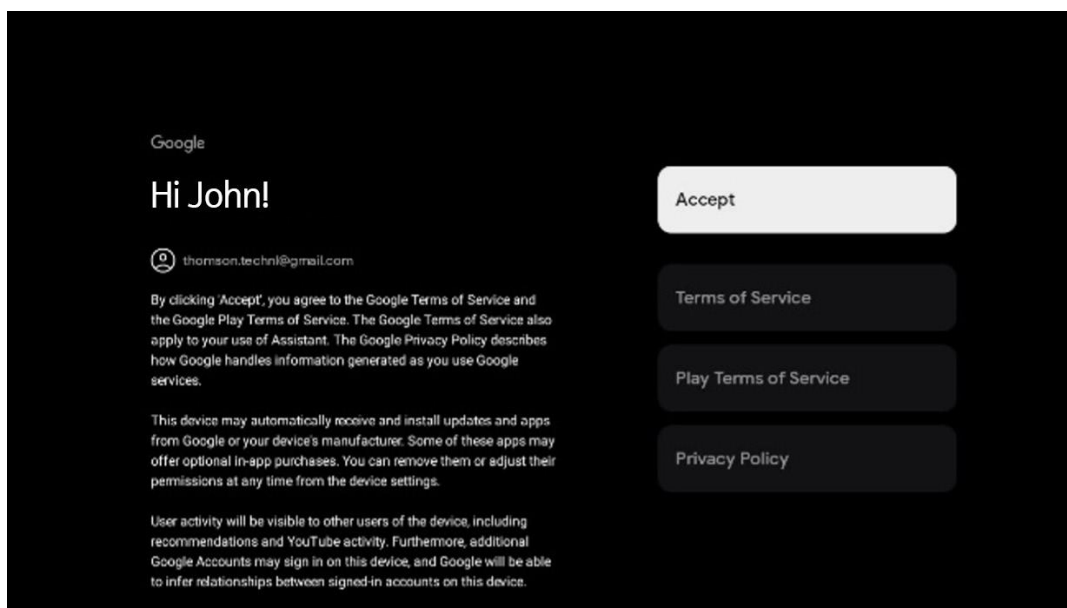 Google
Hi John!
thomson.technl@gmail.com
By clicking 'Accept', you agree to the Google Terms of Service and
the Google Play Terms of Service. The Google Terms of Service also
apply to your use of Assistant. The Google Privacy Policy describes
how Google handles information generated as you use Google
services.
This device may automatically receive and install updates and apps
from Google or your device's manufacturer. Some of these apps may
offer optional in-app purchases. You can remove them or adjust their
permissions at any time from the device settings.
User activity will be visible to other users of the device, including
recommendations and YouTube activity. Furthermore, additional
Google Accounts may sign in on this device, and Google will be able
to infer relationships between signed-in accounts on this device.
Accept
Terms of Service
Play Terms of Service
Privacy Policy